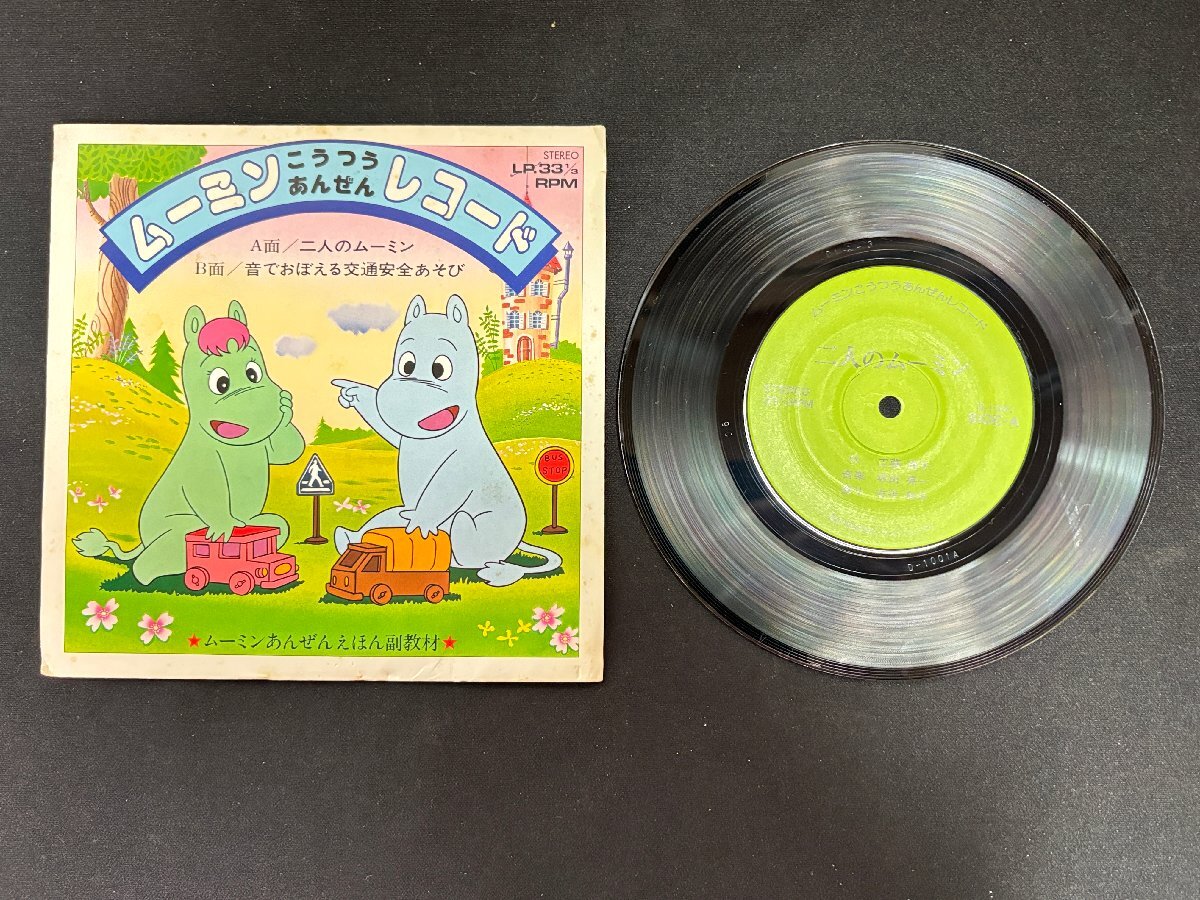 ムーミン
こうつう
あんぜん
レコード
STEREO
LP.33⅓
RPM
A面/二人のムーミン
B面/音でおぼえる交通安全あそび
BUS
STOP
★ムーミンあんぜんえほん副教材★
ムーミンこうつうあんぜんレコード
二人のムーミン
O-1001A